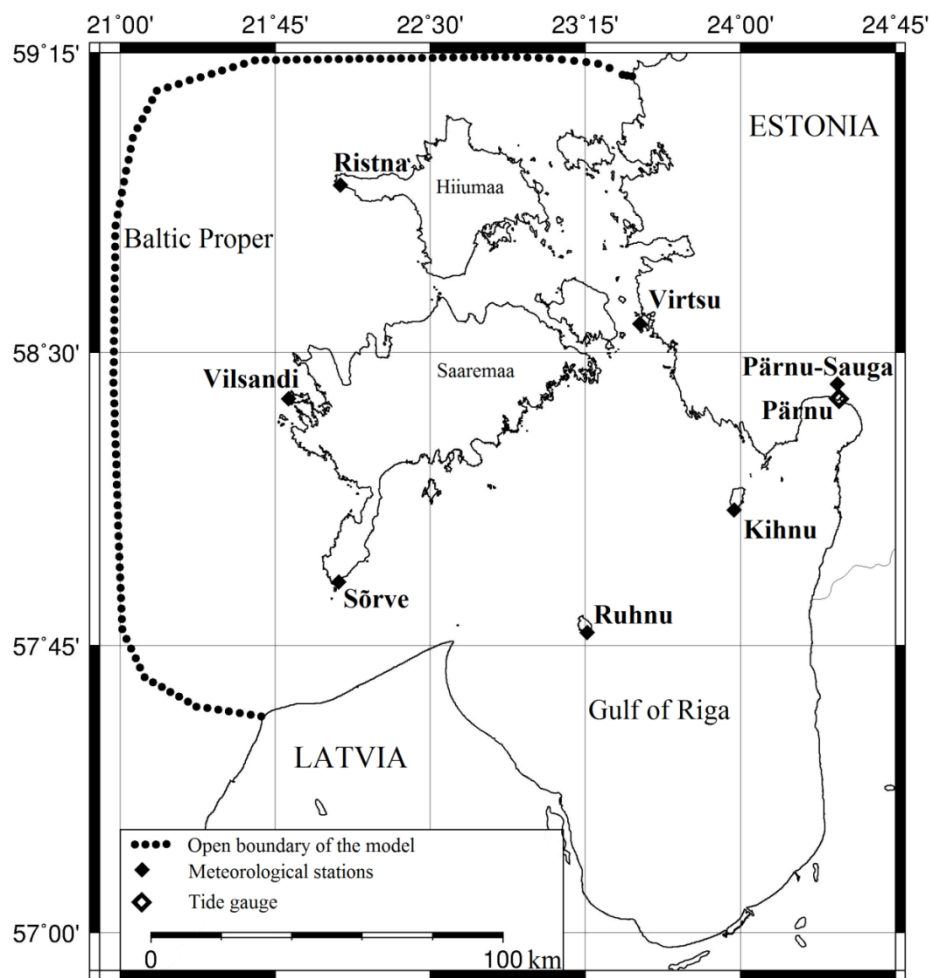 21°00' 21°45' 22°30' 23°15' 24°00' 24°45'
59°15'
ESTONIA
Ristna
Hiiumaa
Baltic Proper
Virtsu
58°30'
Vilsandi
Saaremaa
Pärnu-Sauga
Pärnu
Kihnu
Sõrve
Ruhnu
57°45'
Gulf of Riga
LATVIA
Open boundary of the model
Meteorological stations
Tide gauge
57°00'
0 100 km